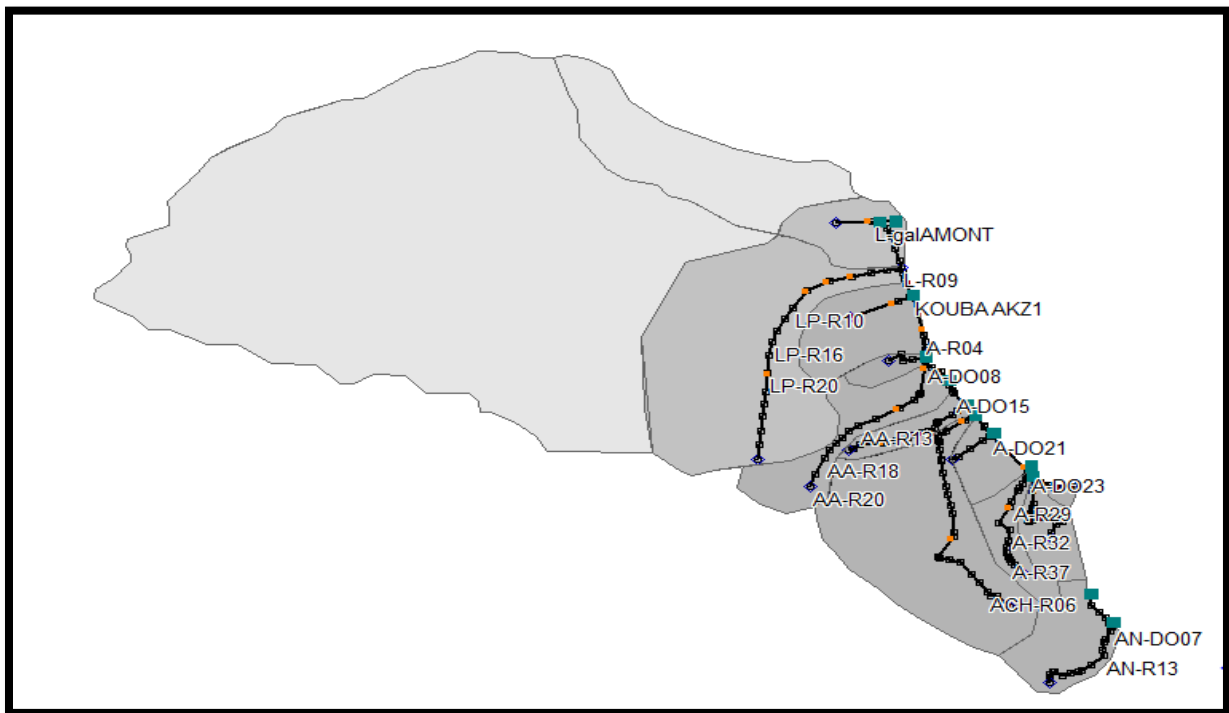 L-galAMONT
L-R09
KOUBA AKZ1
LP-R10
A-R04
LP-R16
A-DO08
LP-R20
A-DO15
AA-R13
A-DO21
AA-R18
A-DO23
AA-R20
A-R29
A-R32
A-R37
ACH-R06
AN-DO07
AN-R13